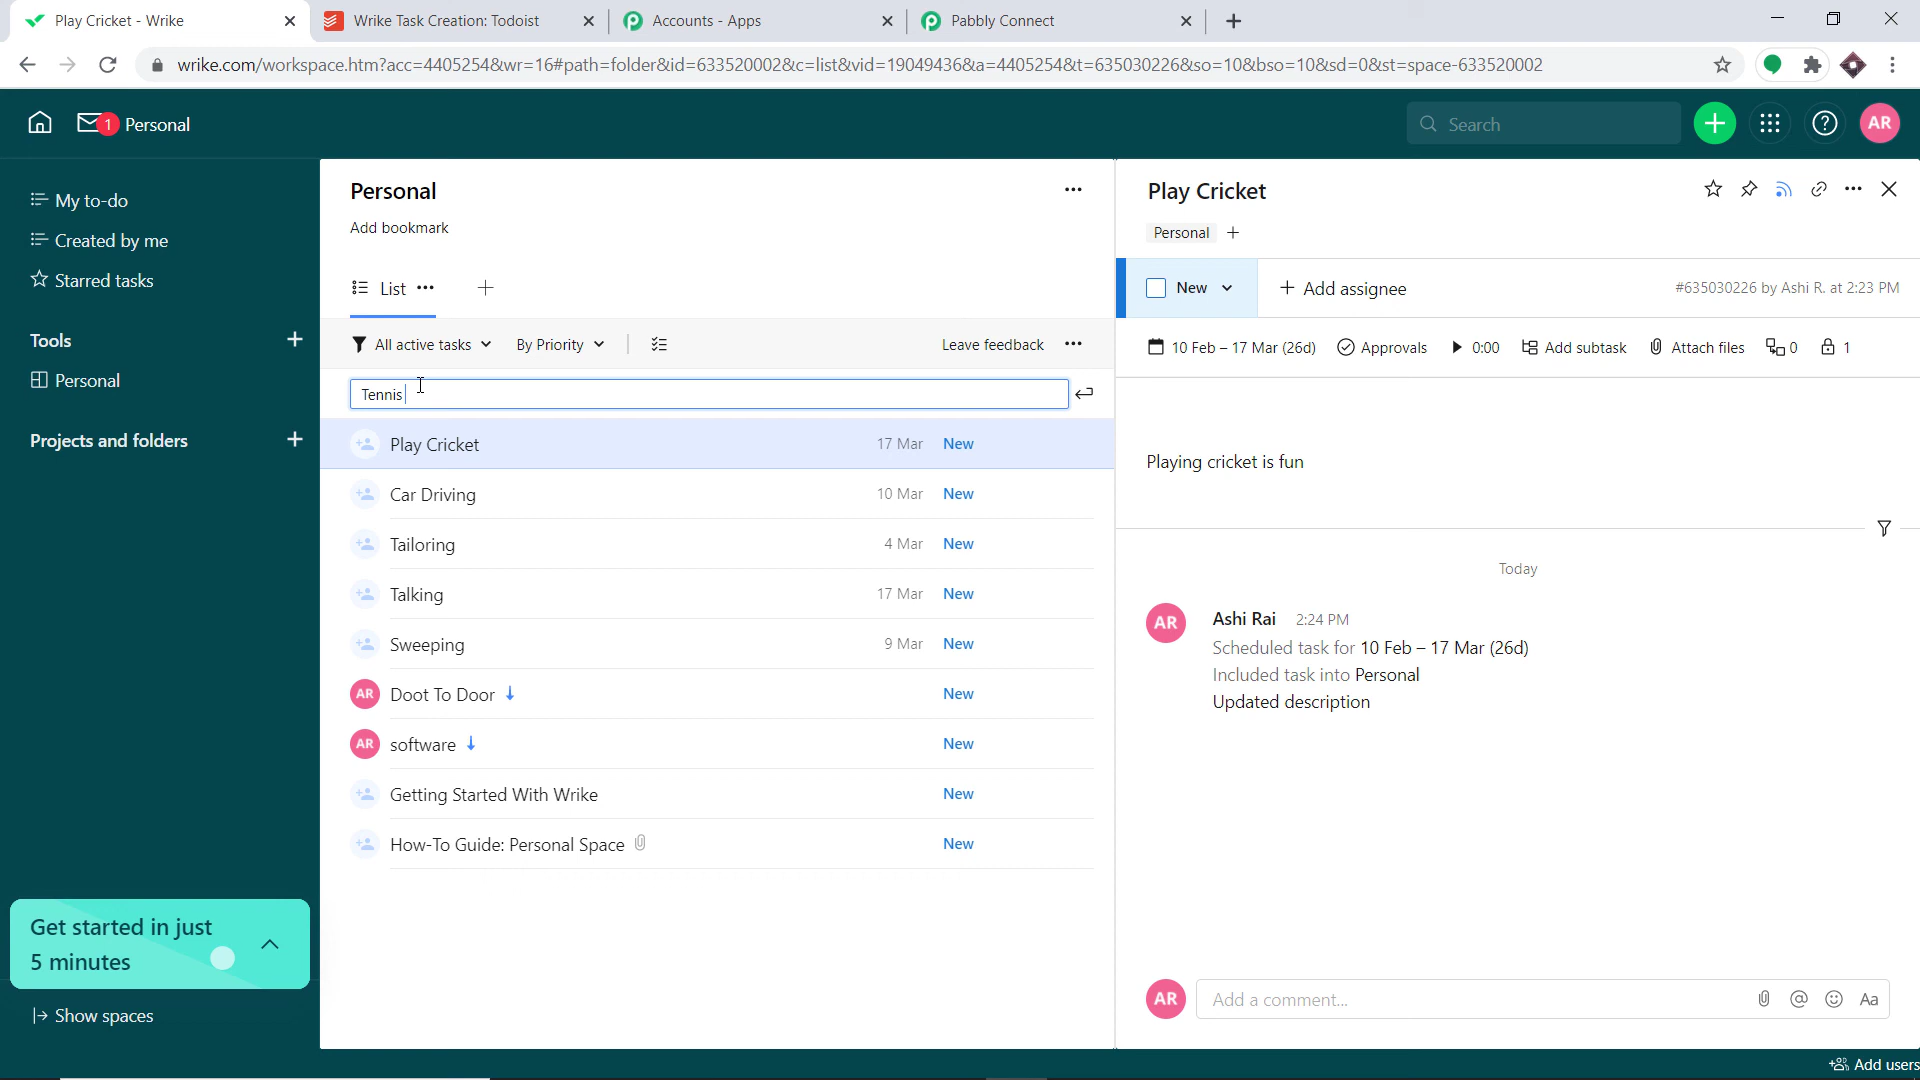 Play Cricket - Wrike
Wrike Task Creation: Todoist
Accounts - Apps
Pabbly Connect
wrike.com/workspace.htm?acc=4405254&wr=16#path=folder&id=633520002&c=list&vid=19049436&a=4405254&t=635030226&so=10&bso=10&sd=0&st=space-633520002
1
Personal
Search
AR
My to-do
Created by me
Starred tasks
Tools
Personal
Projects and folders
Get started in just
5 minutes
Show spaces
Personal
Add bookmark
List
All active tasks
By Priority
Leave feedback
Tennis
Play Cricket 17 Mar New
Car Driving 10 Mar New
Tailoring 4 Mar New
Talking 17 Mar New
Sweeping 9 Mar New
AR Doot To Door New
AR software New
Getting Started With Wrike New
How-To Guide: Personal Space New
Play Cricket
Personal
New
Add assignee
#635030226 by Ashi R. at 2:23 PM
10 Feb – 17 Mar (26d)
Approvals
0:00
Add subtask
Attach files
0
1
Playing cricket is fun
Today
AR
Ashi Rai 2:24 PM
Scheduled task for 10 Feb – 17 Mar (26d)
Included task into Personal
Updated description
AR
Add a comment...
Aa
Add users